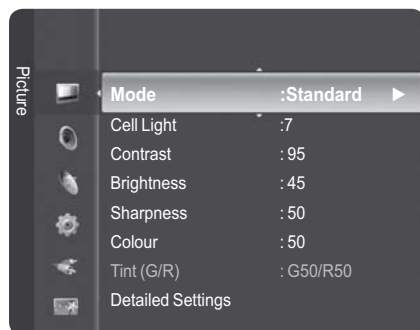 Picture
Mode :Standard ►
Cell Light :7
Contrast : 95
Brightness : 45
Sharpness : 50
Colour : 50
Tint (G/R) : G50/R50
Detailed Settings